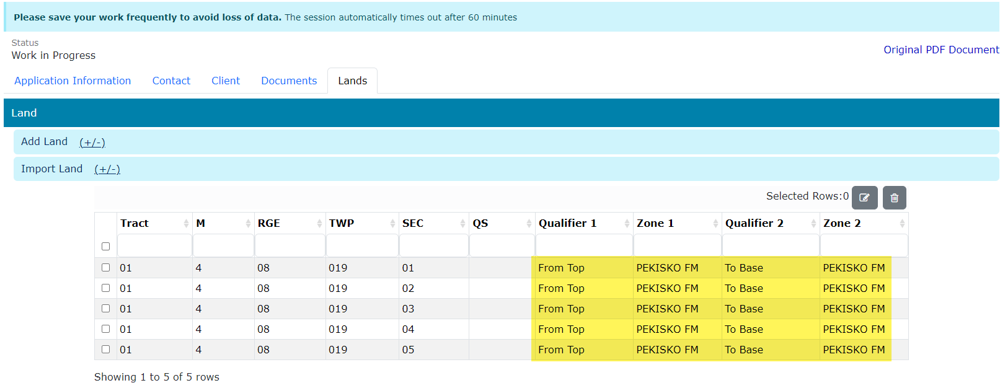 Please save your work frequently to avoid loss of data. The session automatically times out after 60 minutes
Status
Work in Progress
Original PDF Document
Application Information Contact Client Documents Lands
Land
Add Land (+/-)
Import Land (+/-)
Selected Rows:0
Tract M RGE TWP SEC QS Qualifier 1 Zone 1 Qualifier 2 Zone 2
01 4 08 019 01 From Top PEKISKO FM To Base PEKISKO FM
01 4 08 019 02 From Top PEKISKO FM To Base PEKISKO FM
01 4 08 019 03 From Top PEKISKO FM To Base PEKISKO FM
01 4 08 019 04 From Top PEKISKO FM To Base PEKISKO FM
01 4 08 019 05 From Top PEKISKO FM To Base PEKISKO FM
Showing 1 to 5 of 5 rows